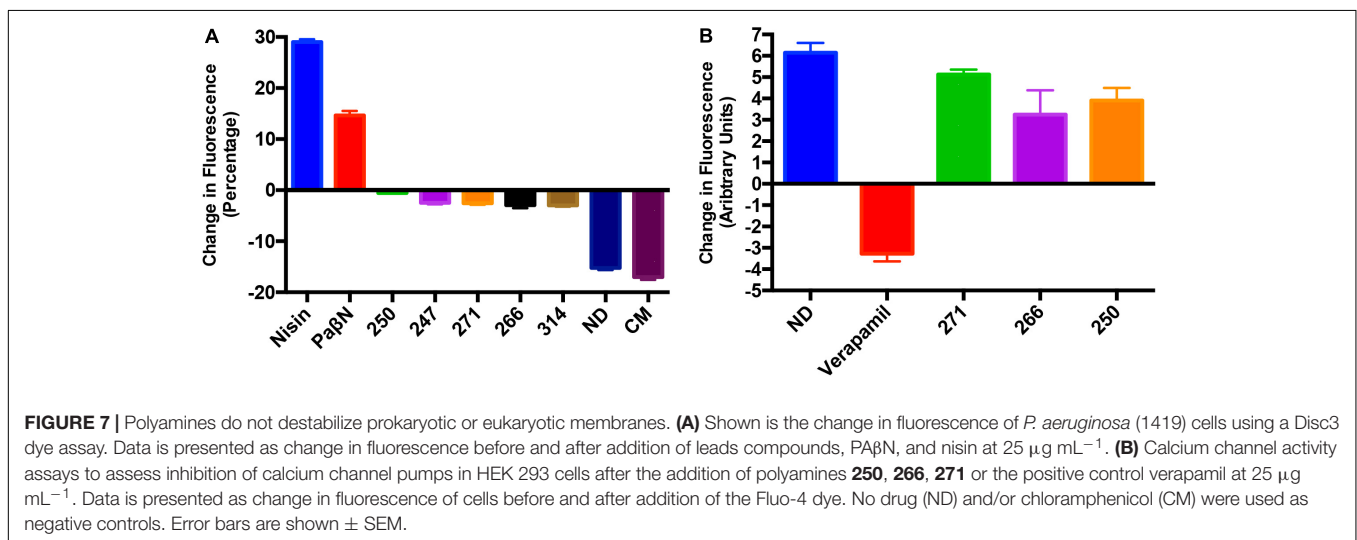 A
Change in Fluorescence
(Percentage)
30
20
10
0
-10
-20
Nisin
PaβN
250
247
271
266
314
ND
CM
B
Change in Fluorescence
(Aribtrary Units)
7
6
5
4
3
2
1
0
-1
-2
-3
-4
-5
ND
Verapamil
271
266
250
FIGURE 7 | Polyamines do not destabilize prokaryotic or eukaryotic membranes. (A) Shown is the change in fluorescence of P. aeruginosa (1419) cells using a Disc3
dye assay. Data is presented as change in fluorescence before and after addition of leads compounds, PAβN, and nisin at 25 μg mL⁻¹. (B) Calcium channel activity
assays to assess inhibition of calcium channel pumps in HEK 293 cells after the addition of polyamines 250, 266, 271 or the positive control verapamil at 25 μg
mL⁻¹. Data is presented as change in fluorescence of cells before and after addition of the Fluo-4 dye. No drug (ND) and/or chloramphenicol (CM) were used as
negative controls. Error bars are shown ± SEM.